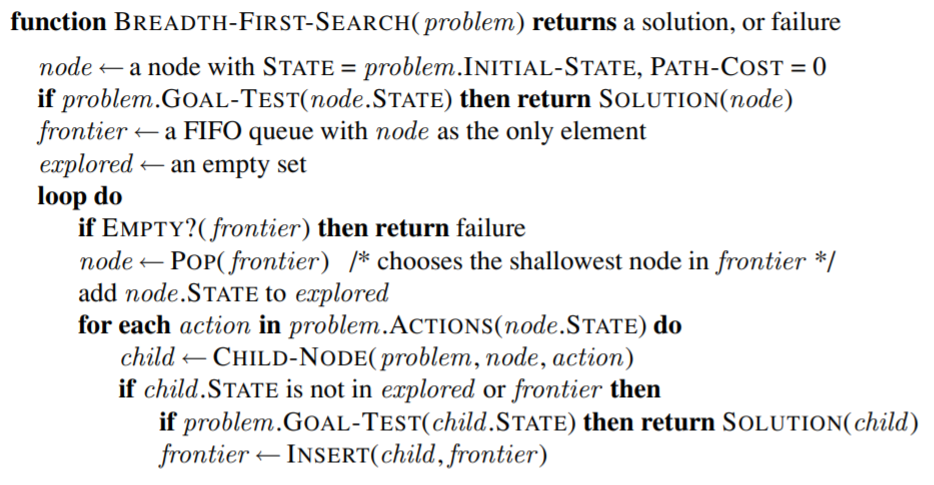 function BREADTH-FIRST-SEARCH(problem) returns a solution, or failure
node ← a node with STATE = problem.INITIAL-STATE, PATH-COST = 0
if problem.GOAL-TEST(node.STATE) then return SOLUTION(node)
frontier ← a FIFO queue with node as the only element
explored ← an empty set
loop do
if EMPTY?(frontier) then return failure
node ← POP(frontier) /* chooses the shallowest node in frontier */
add node.STATE to explored
for each action in problem.ACTIONS(node.STATE) do
child ← CHILD-NODE(problem, node, action)
if child.STATE is not in explored or frontier then
if problem.GOAL-TEST(child.STATE) then return SOLUTION(child)
frontier ← INSERT(child, frontier)